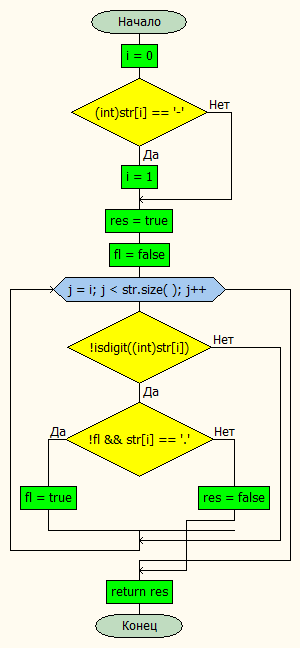 Начало
i = 0
(int)str[i] == '-'
Нет
Да
i = 1
res = true
fl = false
j = i; j < str.size( ); j++
!isdigit((int)str[i])
Нет
Да
Да
!fl && str[i] == '.'
Нет
fl = true
res = false
return res
Конец